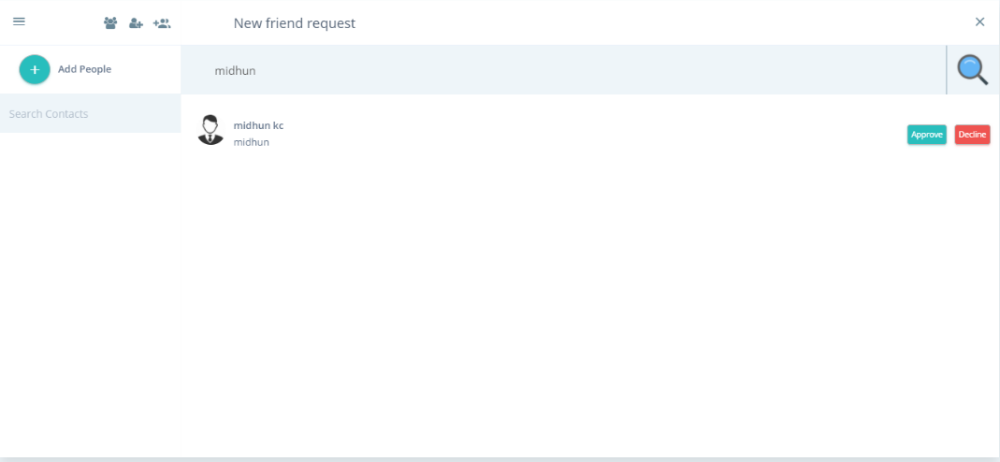 New friend request
Add People
midhun
Search Contacts
midhun kc
midhun
Approve
Decline